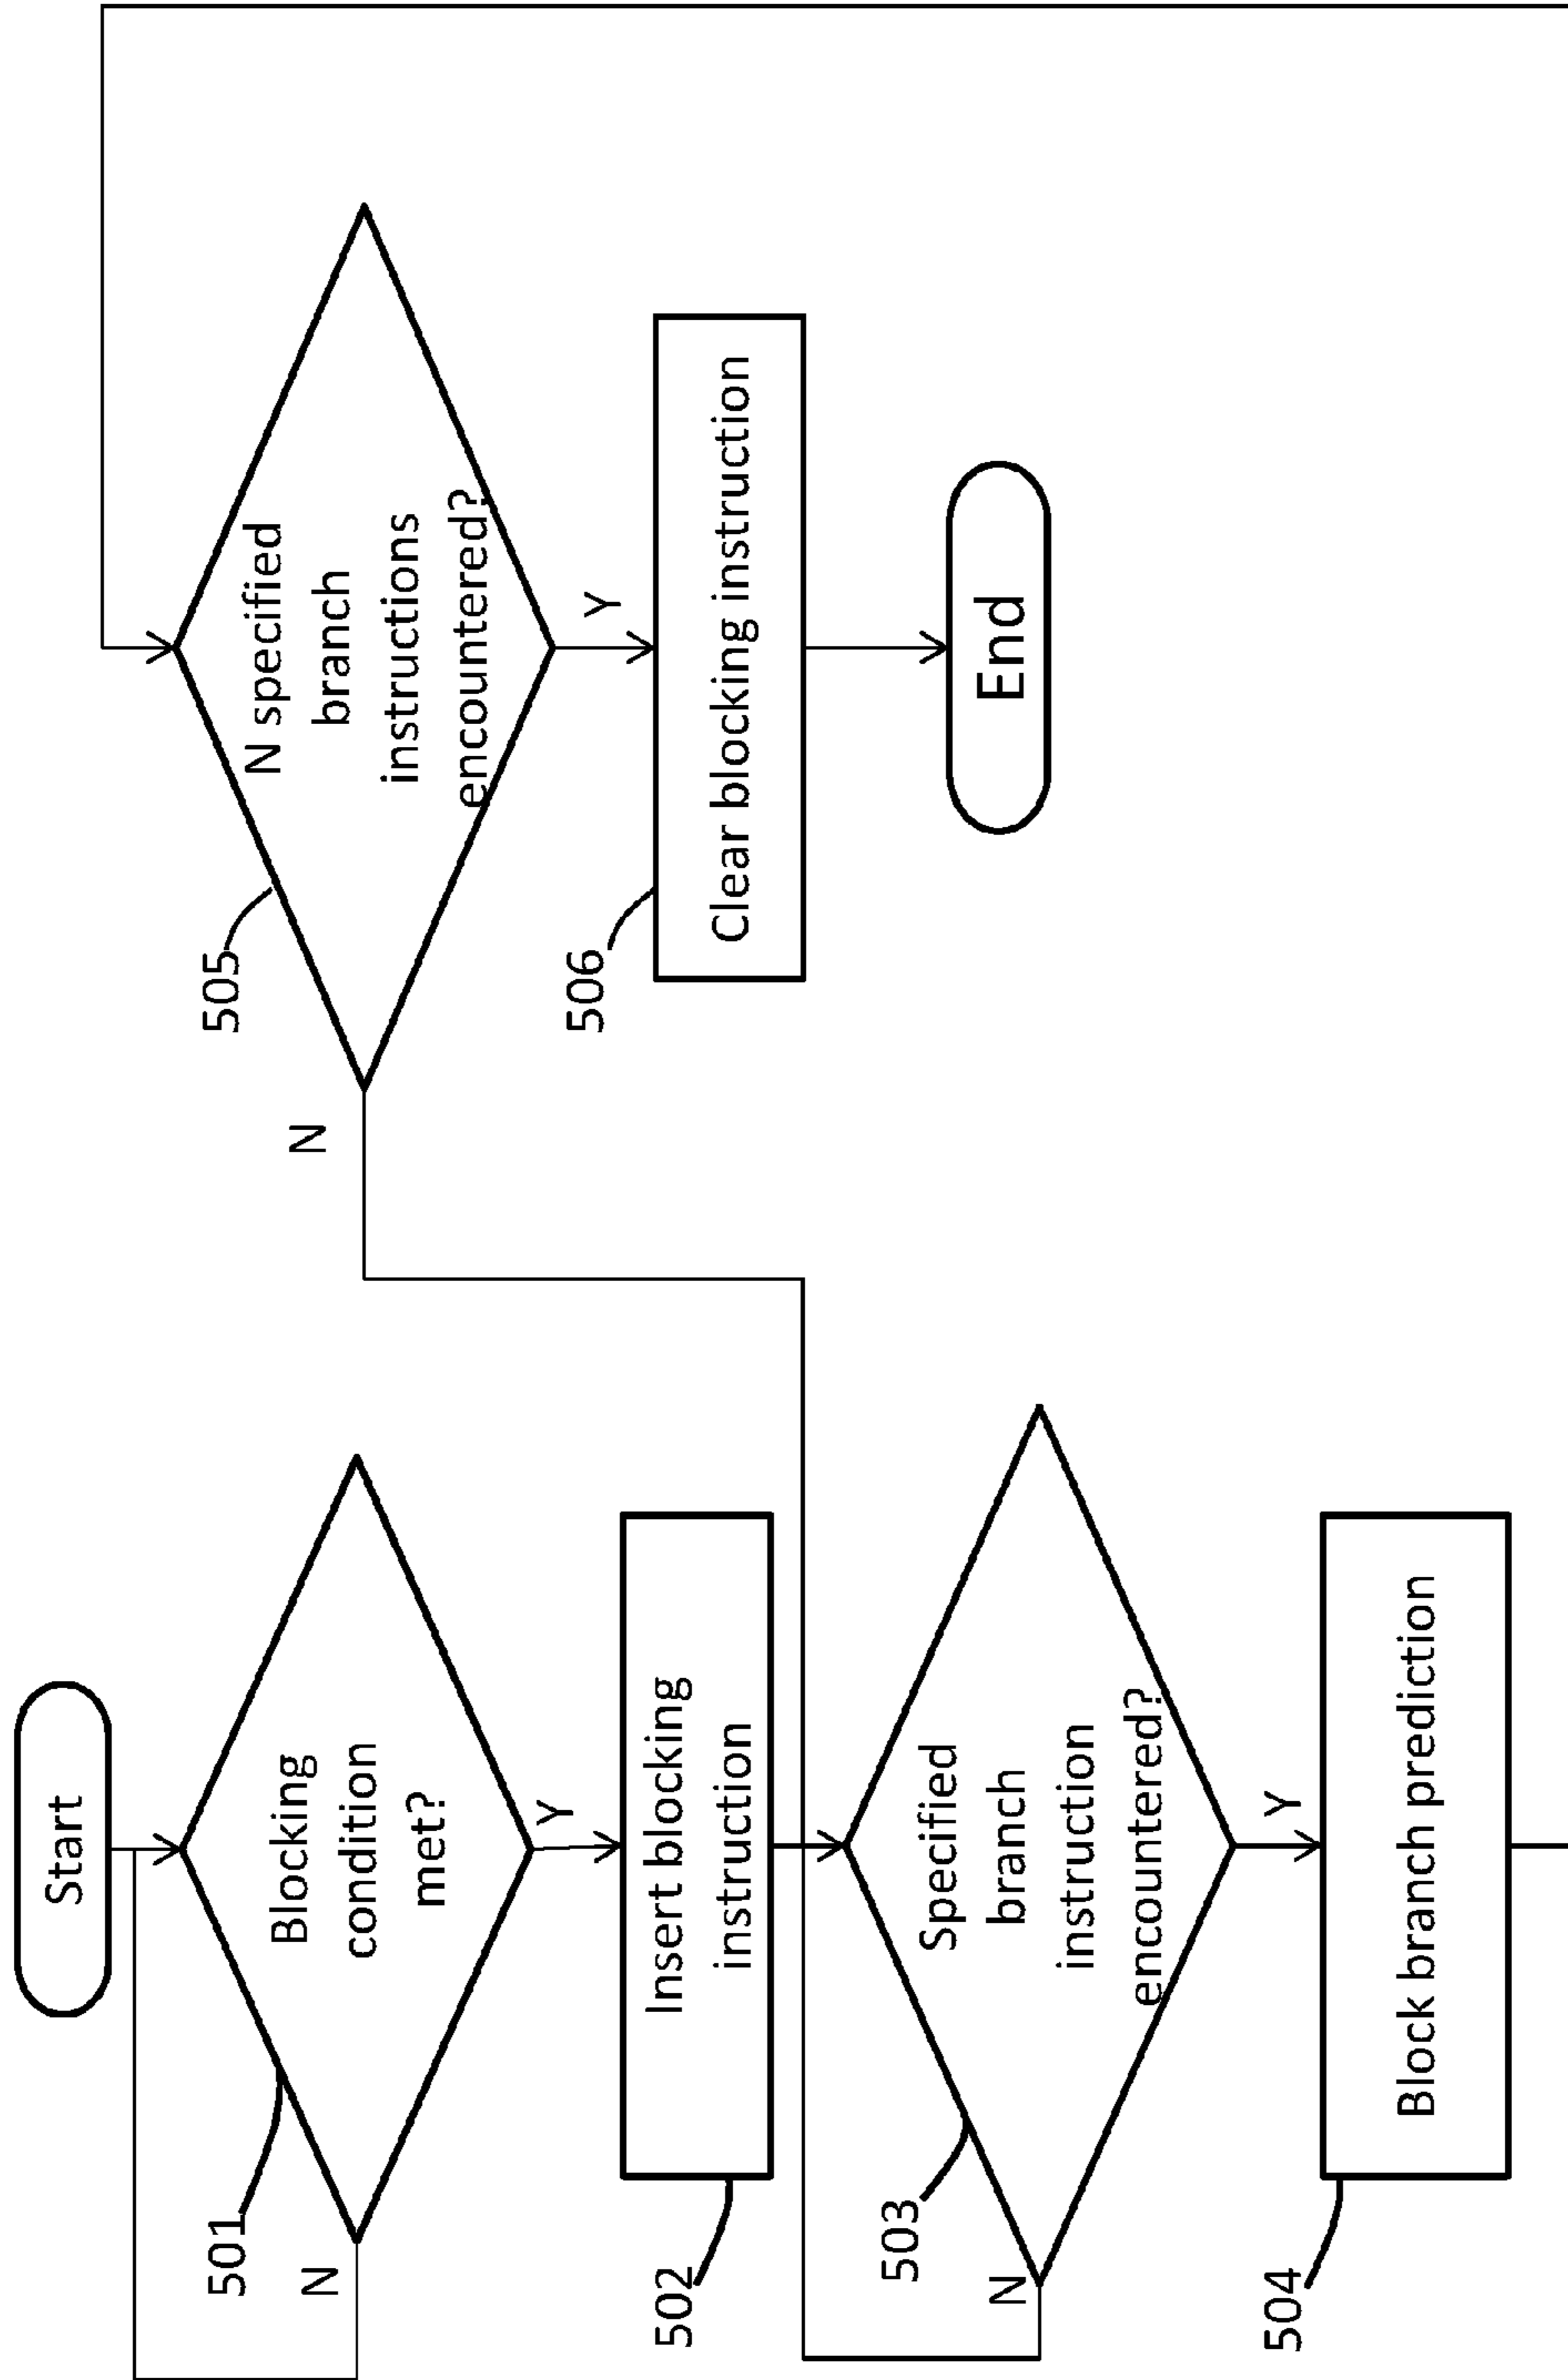 Start
501
Blocking
condition
met?
N
Y
502
Insert blocking
instruction
503
Specified
branch
instruction
encountered?
N
Y
504
Block branch prediction
505
N specified
branch
instructions
encountered?
N
Y
506
Clear blocking instruction
End